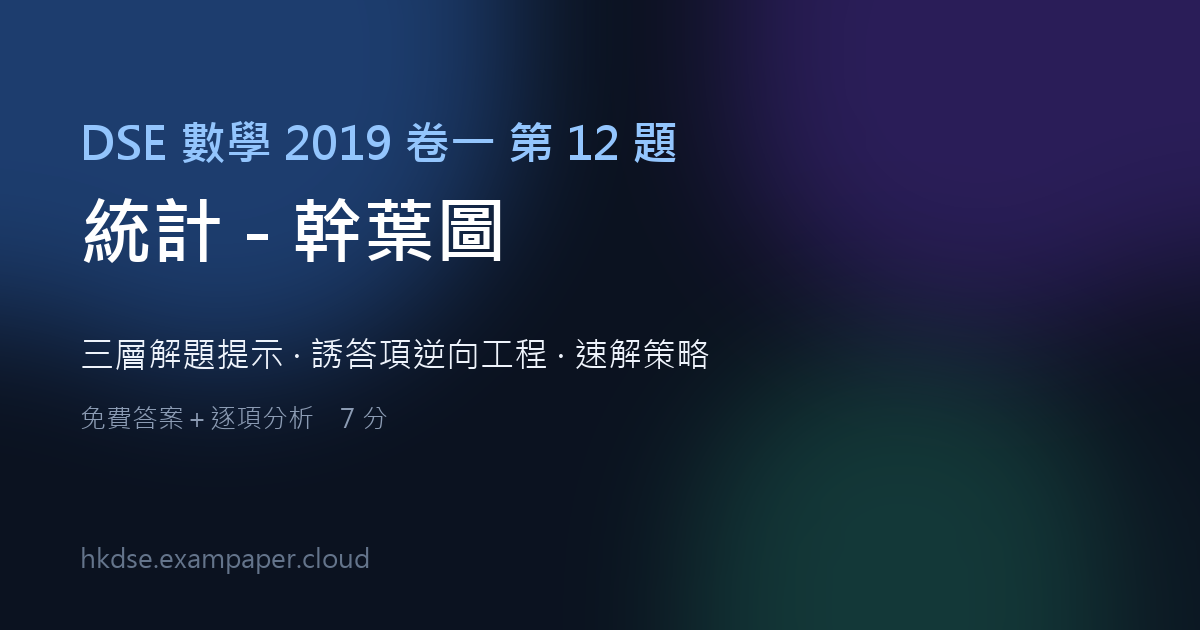 DSE 數學 2019 卷一 第 12 題
統計 - 幹葉圖
三層解題提示 · 誘答項逆向工程 · 速解策略
免費答案 + 逐項分析 7 分
hkdse.exampaper.cloud